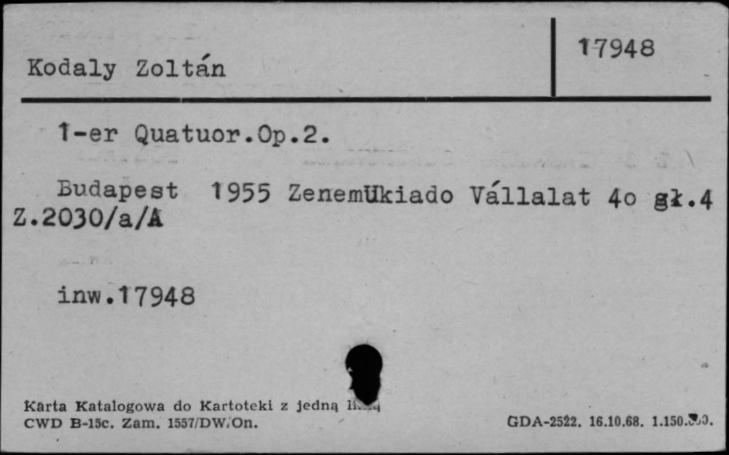 17948
Kodaly Zoltán
1-er Quatuor.Op.2.
Budapest 1955 ZenemUkiado Vállalat 4o gł.4
Z.2030/a/A
inw.17948
Karta Katalogowa do Kartoteki z jedną
CWD B-15c. Zam. 1557/DW/On.
GDA-2522. 16.10.68.